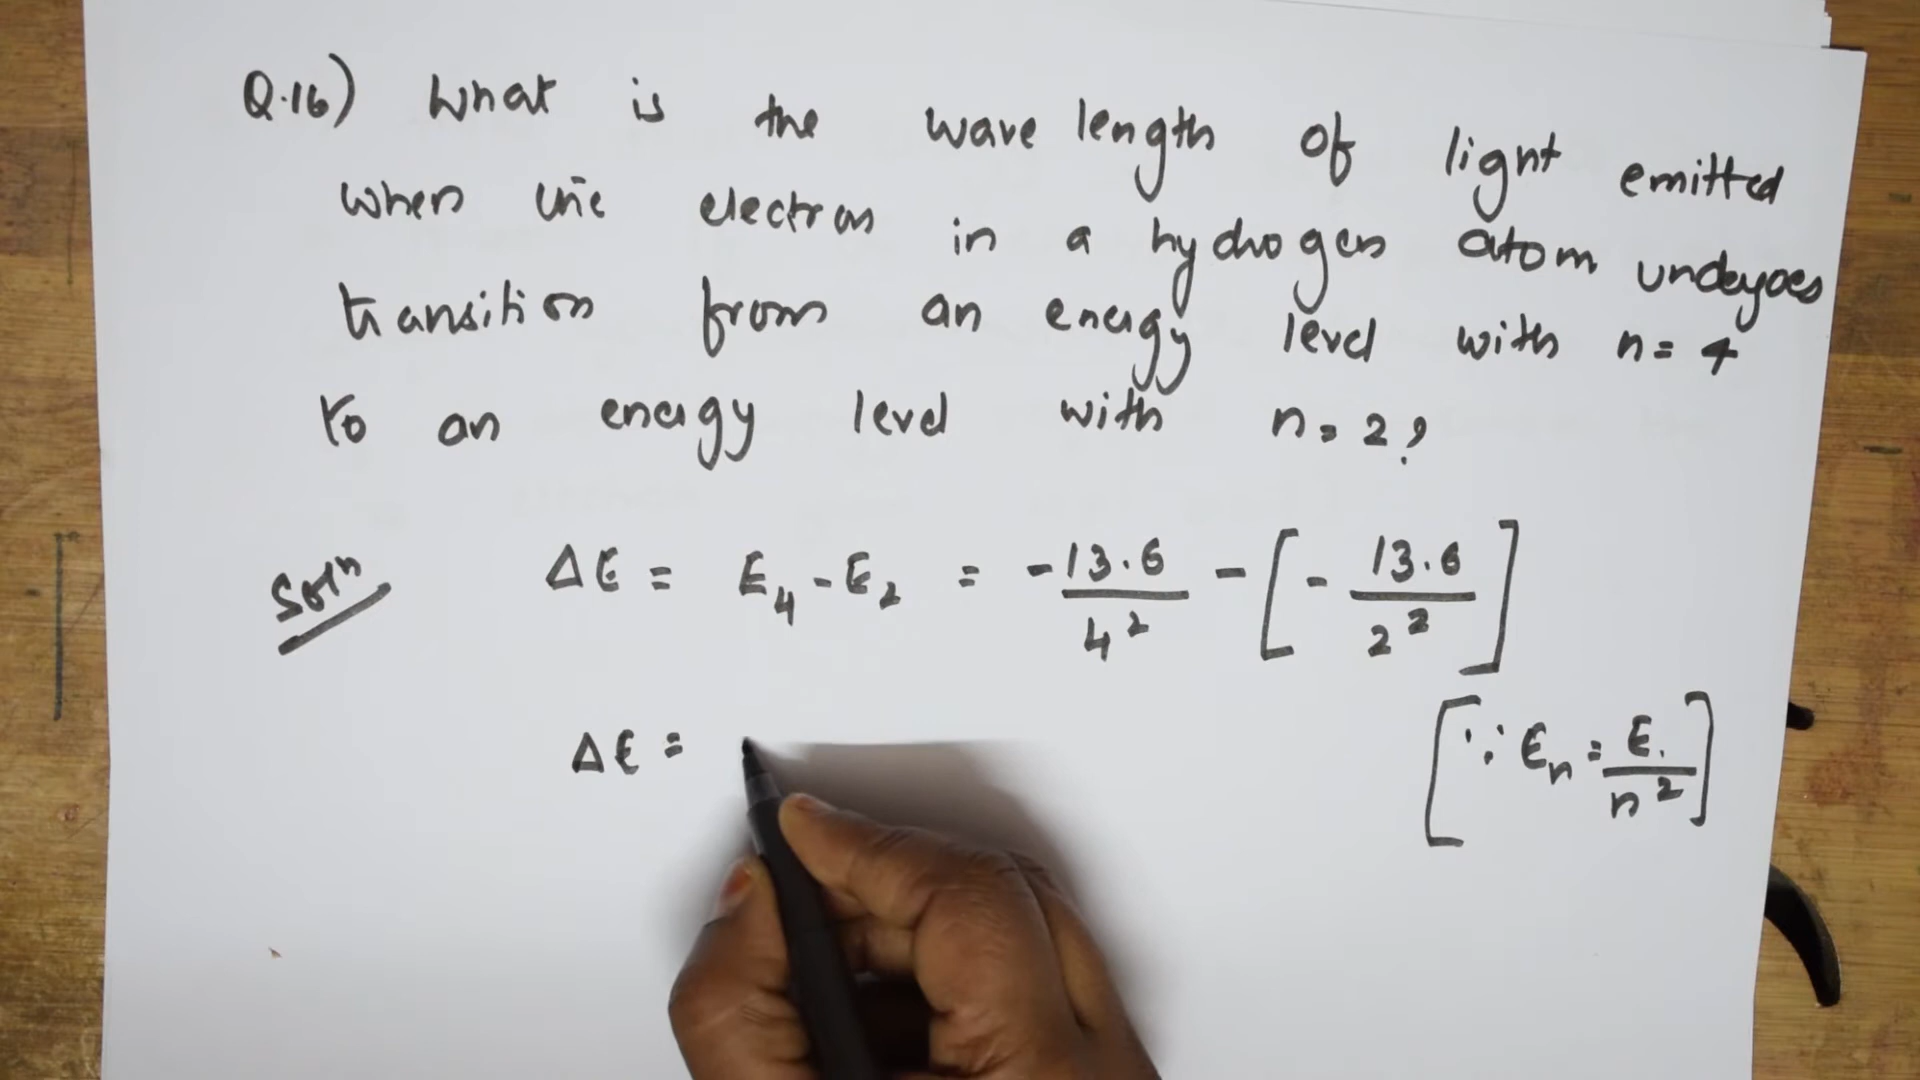 Q.16) What is the wave length of light emitted
when the electron in a hydrogen atom undergoes
transition from an energy level with n = 4
to an energy level with n = 2?
Solⁿ ΔE = E₄ - E₂ = -13.6/4² - [- 13.6/2²]
ΔE = [∵ Eₙ = E₁/n²]